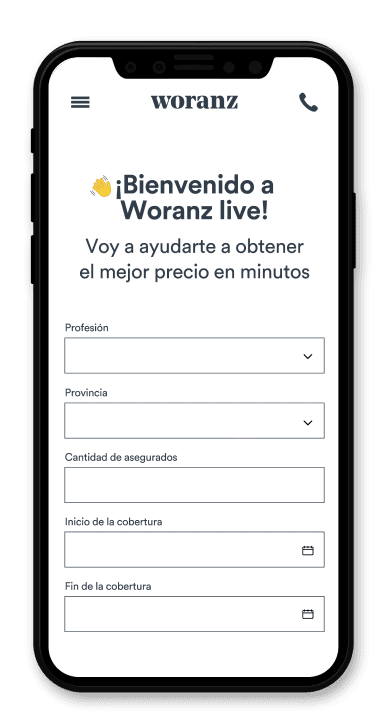 woranz
👋¡Bienvenido a
Woranz live!
Voy a ayudarte a obtener
el mejor precio en minutos
Profesión
Provincia
Cantidad de asegurados
Inicio de la cobertura
Fin de la cobertura